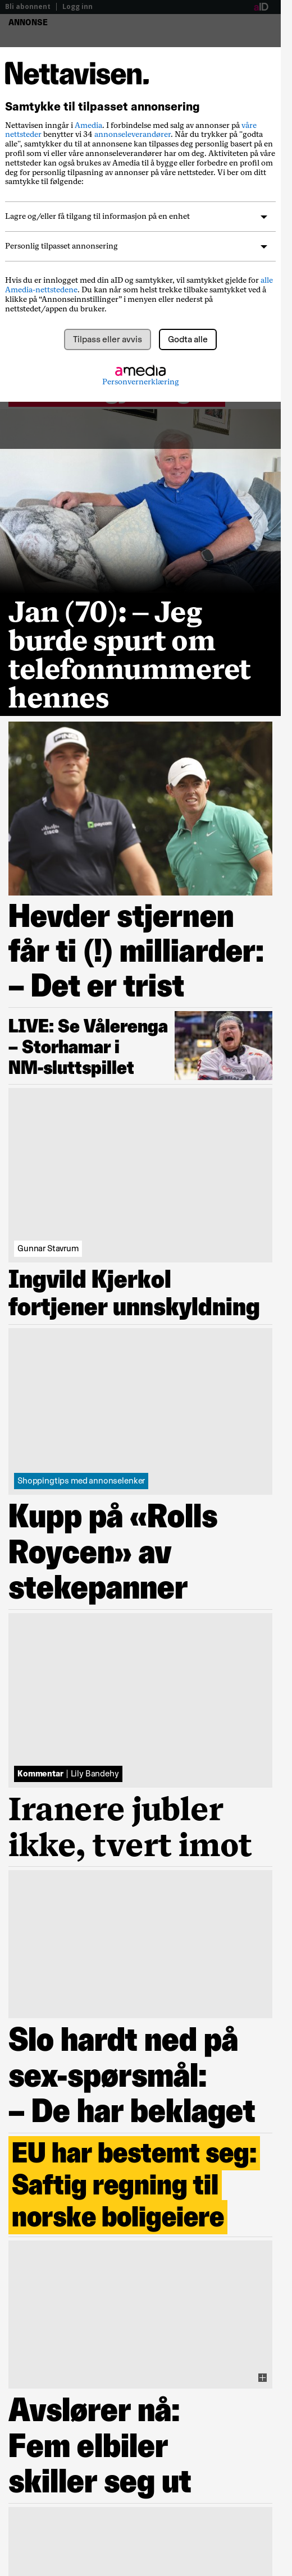 Bli abonnent | Logg inn
aID
ANNONSE
Nettavisen.
Samtykke til tilpasset annonsering
Nettavisen inngår i Amedia. I forbindelse med salg av annonser på våre
nettsteder benytter vi 34 annonseleverandører. Når du trykker på "godta
alle", samtykker du til at annonsene kan tilpasses deg personlig basert på en
profil som vi eller våre annonseleverandører har om deg. Aktiviteten på våre
nettsteder kan også brukes av Amedia til å bygge eller forbedre en profil om
deg for personlig tilpasning av annonser på våre nettsteder. Vi ber om ditt
samtykke til følgende:
Lagre og/eller få tilgang til informasjon på en enhet
Personlig tilpasset annonsering
Hvis du er innlogget med din aID og samtykker, vil samtykket gjelde for alle
Amedia-nettstedene. Du kan når som helst trekke tilbake samtykket ved å
klikke på “Annonseinnstillinger” i menyen eller nederst på
nettstedet/appen du bruker.
Tilpass eller avvis
Godta alle
amedia
Personvernerklæring
Jan (70): – Jeg
burde spurt om
telefonnummeret
hennes
Hevder stjernen
får ti (!) milliarder:
– Det er trist
LIVE: Se Vålerenga
– Storhamar i
NM-sluttspillet
Gunnar Stavrum
Ingvild Kjerkol
fortjener unnskyldning
Shoppingtips med annonselenker
Kupp på «Rolls
Roycen» av
stekepanner
Kommentar | Lily Bandehy
Iranere jubler
ikke, tvert imot
Slo hardt ned på
sex-spørsmål:
– De har beklaget
EU har bestemt seg:
Saftig regning til
norske boligeiere
Avslører nå:
Fem elbiler
skiller seg ut